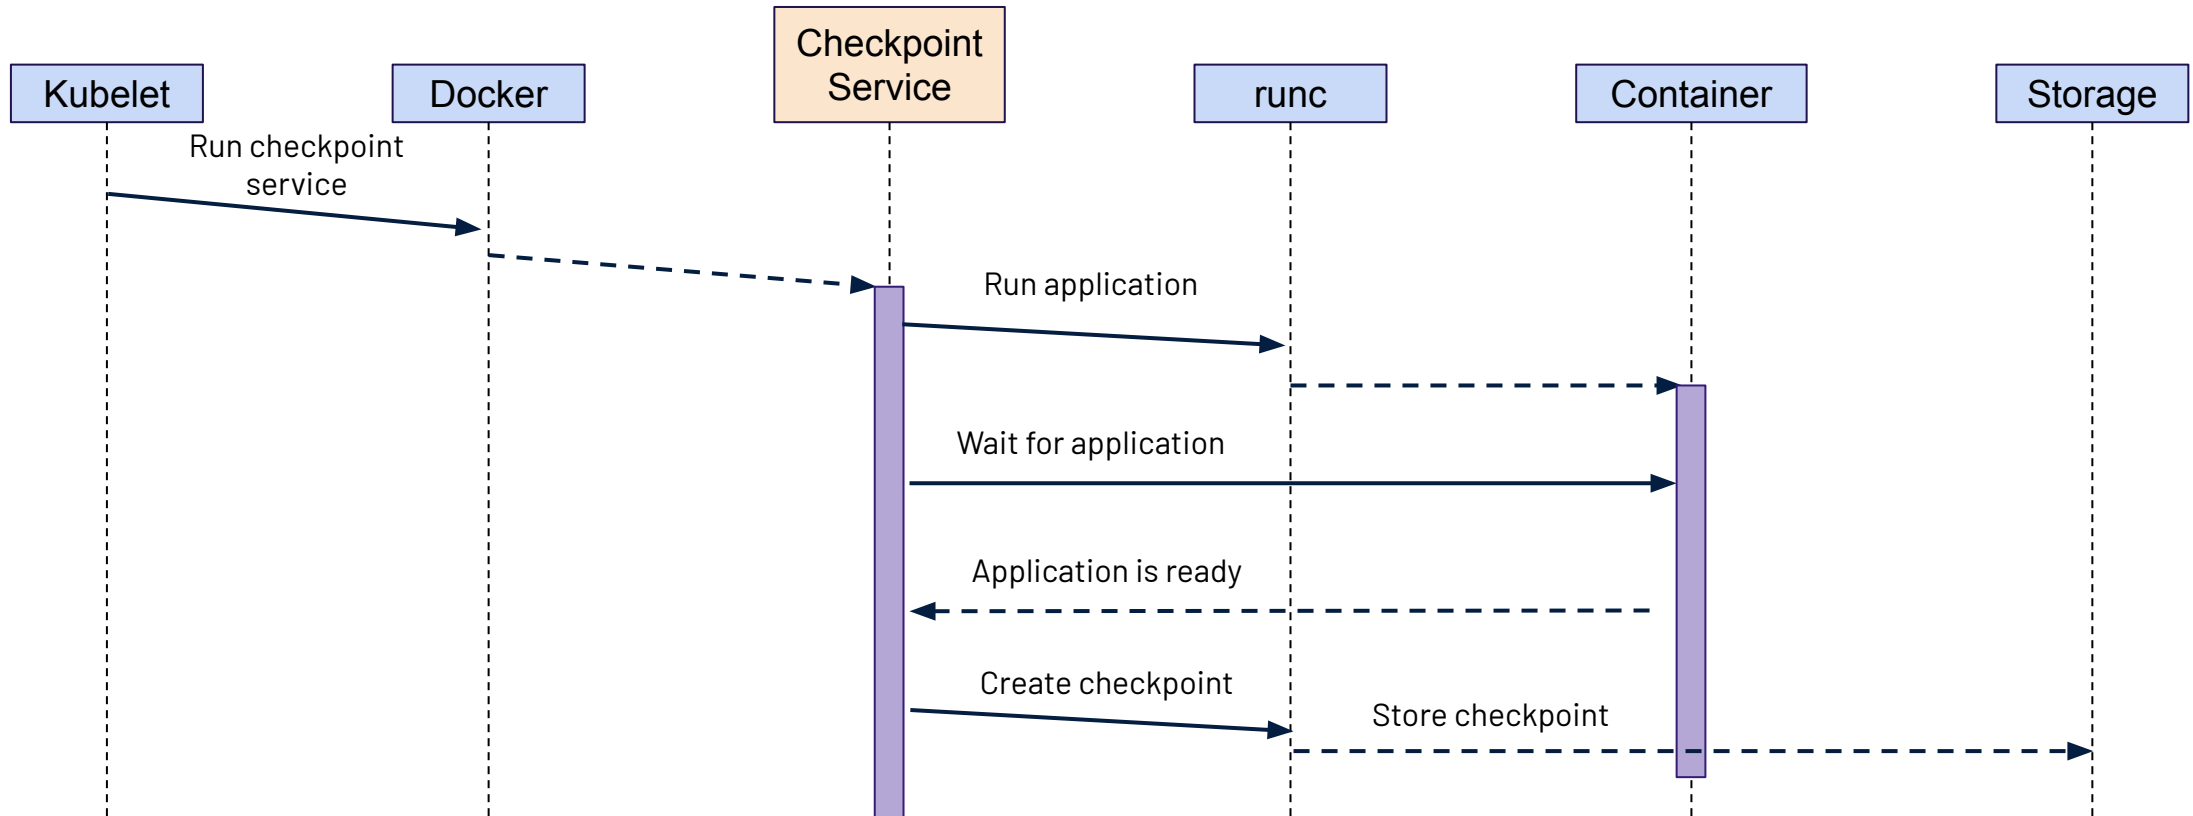 Checkpoint
Service
Kubelet
Docker
runc
Container
Storage
Run checkpoint
service
Run application
Wait for application
Application is ready
Create checkpoint
Store checkpoint